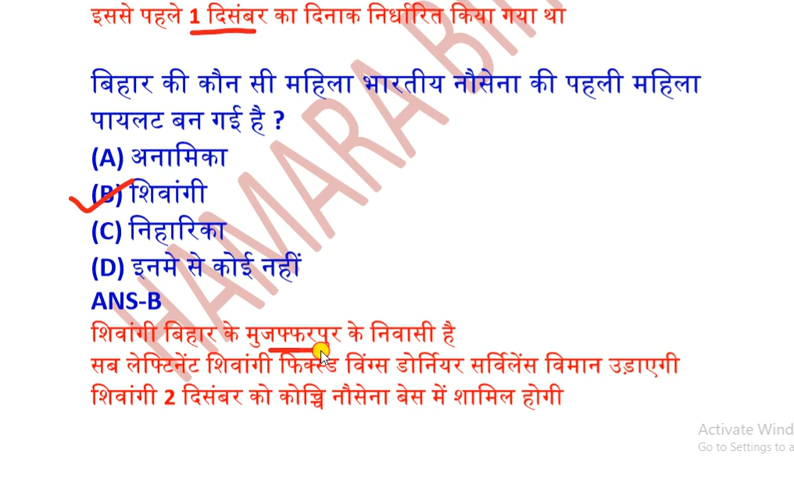 इससे पहले 1 दिसंबर का दिनाक निर्धारित किया गया था
बिहार की कौन सी महिला भारतीय नौसेना की पहली महिला
पायलट बन गई है ?
(A) अनामिका
(B) शिवांगी
(C) निहारिका
(D) इनमे से कोई नहीं
ANS-B
शिवांगी बिहार के मुजफ्फरपुर के निवासी है
सब लेफ्टिनेंट शिवांगी फिक्स्ड विंग्स डोर्नियर सर्विलेंस विमान उड़ाएगी
शिवांगी 2 दिसंबर को कोच्चि नौसेना बेस में शामिल होगी
HAMARA BI
Activate Wind
Go to Settings to a